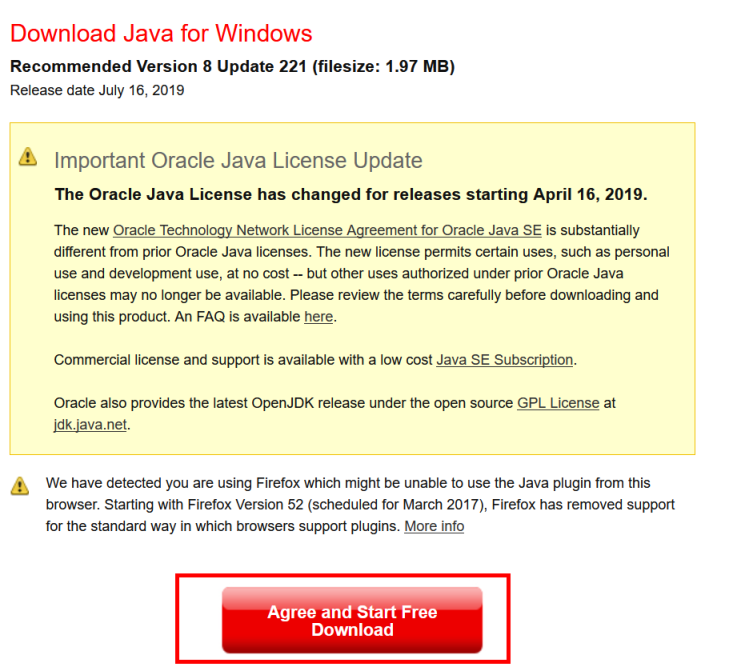 Download Java for Windows
Recommended Version 8 Update 221 (filesize: 1.97 MB)
Release date July 16, 2019
Important Oracle Java License Update
The Oracle Java License has changed for releases starting April 16, 2019.
The new Oracle Technology Network License Agreement for Oracle Java SE is substantially
different from prior Oracle Java licenses. The new license permits certain uses, such as personal
use and development use, at no cost -- but other uses authorized under prior Oracle Java
licenses may no longer be available. Please review the terms carefully before downloading and
using this product. An FAQ is available here.
Commercial license and support is available with a low cost Java SE Subscription.
Oracle also provides the latest OpenJDK release under the open source GPL License at
jdk.java.net.
We have detected you are using Firefox which might be unable to use the Java plugin from this
browser. Starting with Firefox Version 52 (scheduled for March 2017), Firefox has removed support
for the standard way in which browsers support plugins. More info
Agree and Start Free
Download